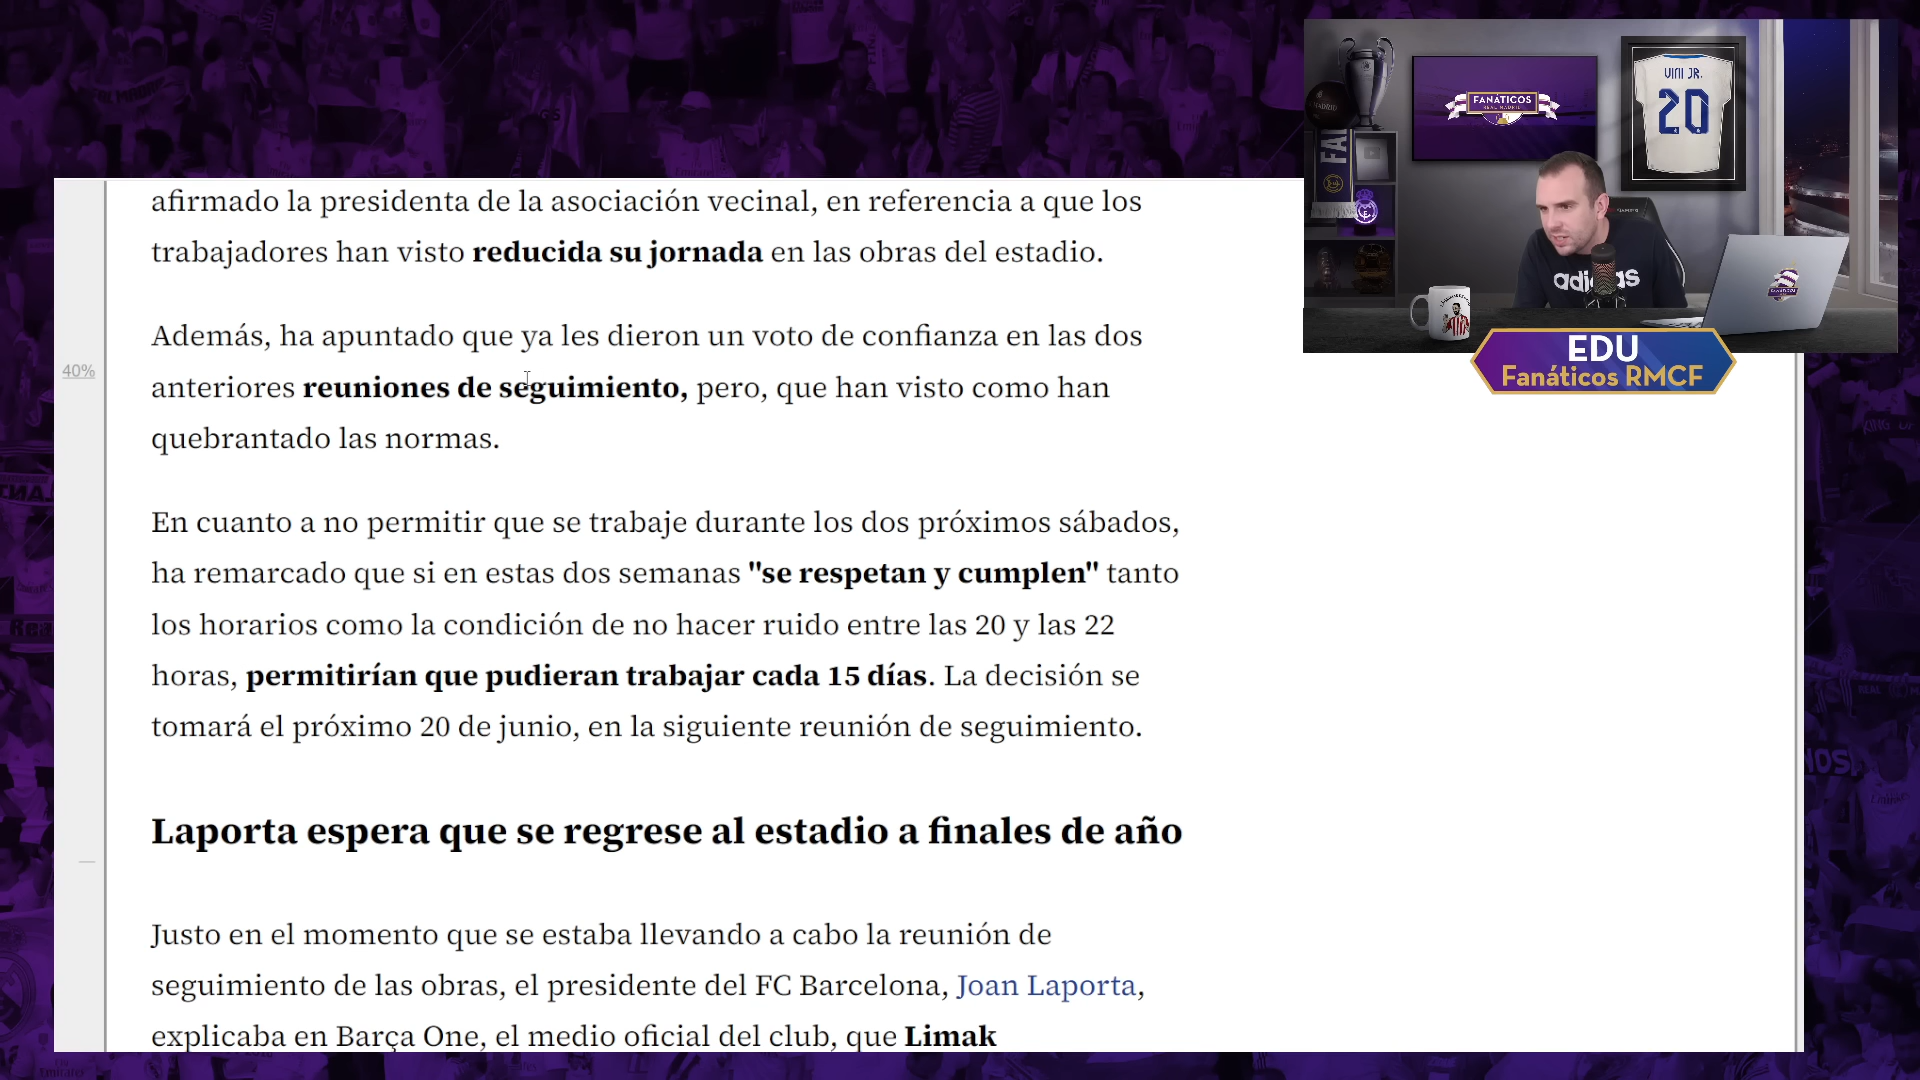 afirmado la presidenta de la asociación vecinal, en referencia a que los
trabajadores han visto reducida su jornada en las obras del estadio.
Además, ha apuntado que ya les dieron un voto de confianza en las dos
anteriores reuniones de seguimiento, pero, que han visto como han
quebrantado las normas.
En cuanto a no permitir que se trabaje durante los dos próximos sábados,
ha remarcado que si en estas dos semanas "se respetan y cumplen" tanto
los horarios como la condición de no hacer ruido entre las 20 y las 22
horas, permitirían que pudieran trabajar cada 15 días. La decisión se
tomará el próximo 20 de junio, en la siguiente reunión de seguimiento.
Laporta espera que se regrese al estadio a finales de año
Justo en el momento que se estaba llevando a cabo la reunión de
seguimiento de las obras, el presidente del FC Barcelona, Joan Laporta,
explicaba en Barça One, el medio oficial del club, que Limak
40%
FANÁTICOS
REAL MADRID
VINI JR.
20
FA
adidas
EDU
Fanáticos RMCF